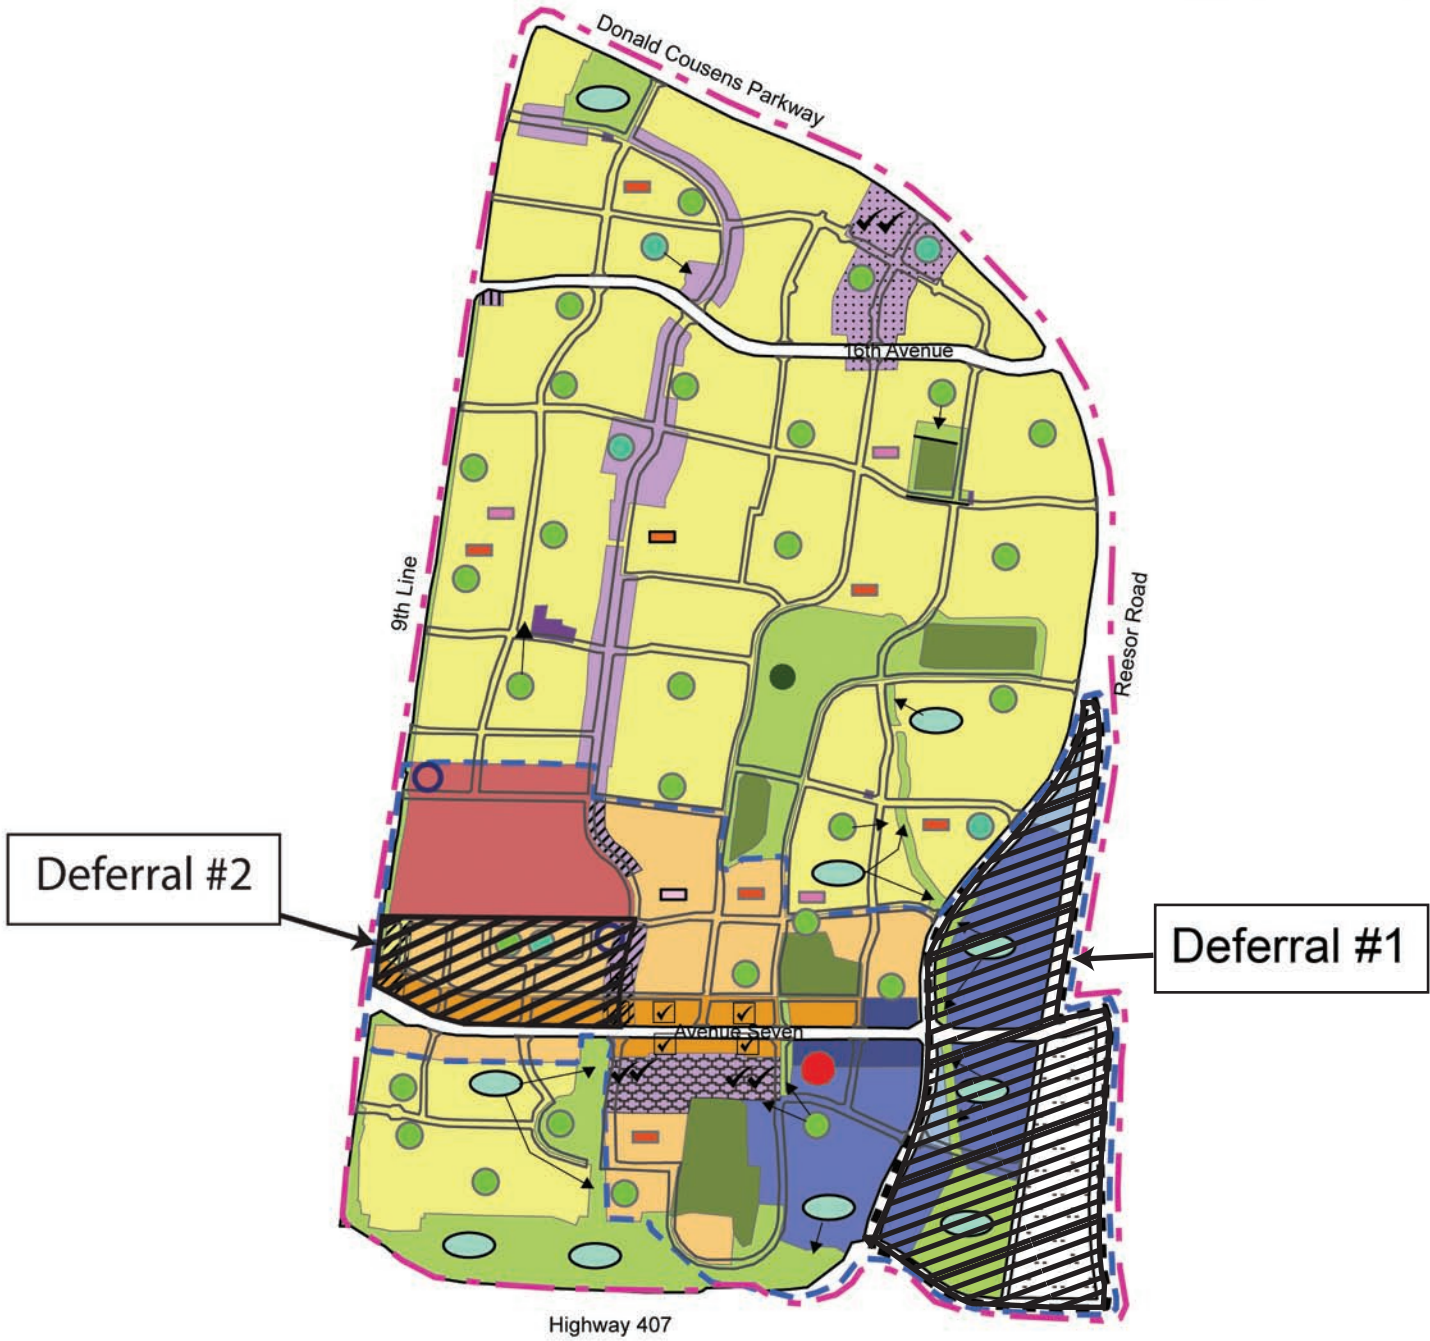 Donald Cousens Parkway
16th Avenue
9th Line
Reesor Road
Deferral #2
Deferral #1
Avenue Seven
Highway 407